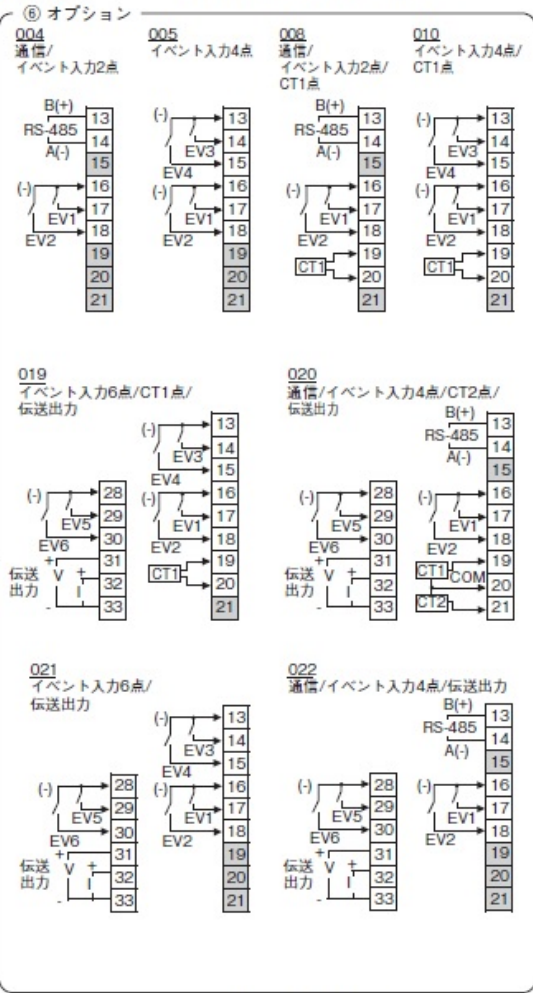 ⑥ オプション
004
通信/
イベント入力2点
B(+)
RS-485
A(-)
(-)
EV1
EV2
13
14
15
16
17
18
19
20
21
005
イベント入力4点
(-)
EV3
EV4
(-)
EV1
EV2
13
14
15
16
17
18
19
20
21
008
通信/
イベント入力2点/
CT1点
B(+)
RS-485
A(-)
(-)
EV1
EV2
CT1
13
14
15
16
17
18
19
20
21
010
イベント入力4点/
CT1点
(-)
EV3
EV4
(-)
EV1
EV2
CT1
13
14
15
16
17
18
19
20
21
019
イベント入力6点/CT1点/
伝送出力
(-)
EV5
EV6
+
V
+
I
-
伝送
出力
28
29
30
31
32
33
(-)
EV3
EV4
(-)
EV1
EV2
CT1
13
14
15
16
17
18
19
20
21
020
通信/イベント入力4点/CT2点/
伝送出力
(-)
EV5
EV6
+
V
+
I
-
伝送
出力
28
29
30
31
32
33
B(+)
RS-485
A(-)
(-)
EV1
EV2
CT1
COM
CT2
13
14
15
16
17
18
19
20
21
021
イベント入力6点/
伝送出力
(-)
EV5
EV6
+
V
+
I
-
伝送
出力
28
29
30
31
32
33
(-)
EV3
EV4
(-)
EV1
EV2
13
14
15
16
17
18
19
20
21
022
通信/イベント入力4点/伝送出力
(-)
EV5
EV6
+
V
+
I
-
伝送
出力
28
29
30
31
32
33
B(+)
RS-485
A(-)
(-)
EV1
EV2
13
14
15
16
17
18
19
20
21